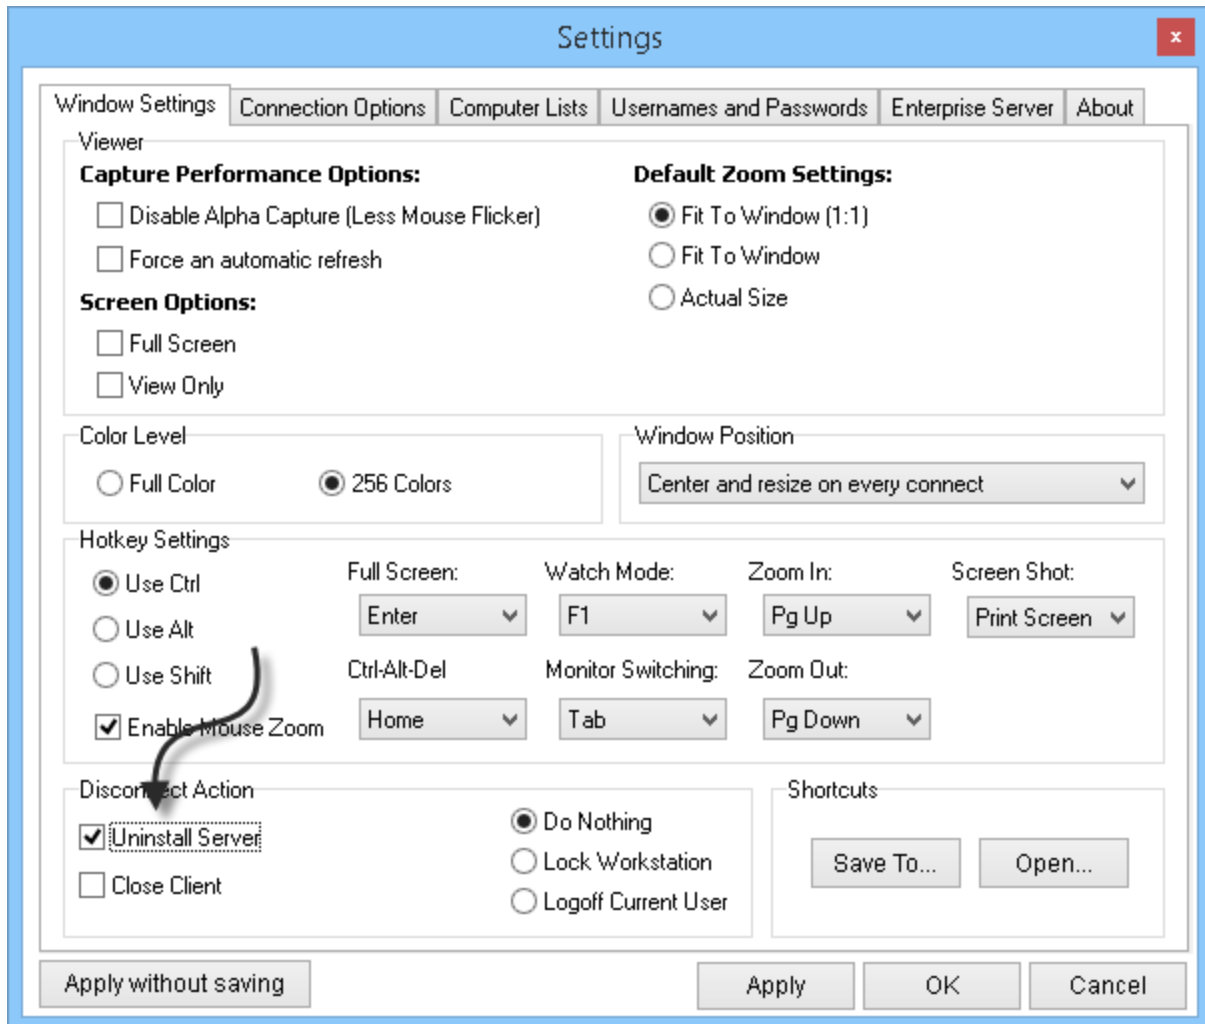 Settings
x
Window Settings
Connection Options
Computer Lists
Usernames and Passwords
Enterprise Server
About
Viewer
Capture Performance Options:
Disable Alpha Capture (Less Mouse Flicker)
Force an automatic refresh
Screen Options:
Full Screen
View Only
Default Zoom Settings:
Fit To Window (1:1)
Fit To Window
Actual Size
Color Level
Full Color
256 Colors
Window Position
Center and resize on every connect
Hotkey Settings
Use Ctrl
Use Alt
Use Shift
Enable Mouse Zoom
Full Screen:
Enter
Watch Mode:
F1
Zoom In:
Pg Up
Screen Shot:
Print Screen
Ctrl-Alt-Del
Home
Monitor Switching:
Tab
Zoom Out:
Pg Down
Disconnect Action
Uninstall Server
Close Client
Do Nothing
Lock Workstation
Logoff Current User
Shortcuts
Save To...
Open...
Apply without saving
Apply
OK
Cancel